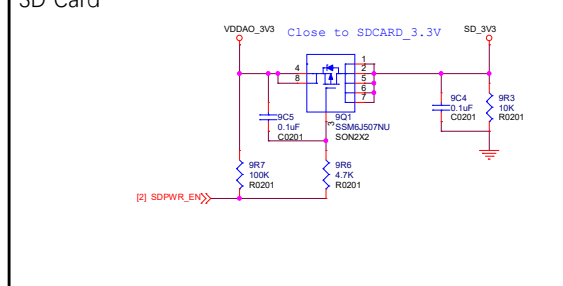 SD Card
VDDAO_3V3
Close to SDCARD_3.3V
SD_3V3
4
8
1
2
5
6
7
3
9C5
0.1uF
C0201
9Q1
SSM6J507NU
SON2X2
9C4
0.1uF
C0201
9R3
10K
R0201
9R7
100K
R0201
9R6
4.7K
R0201
[2] SDPWR_EN